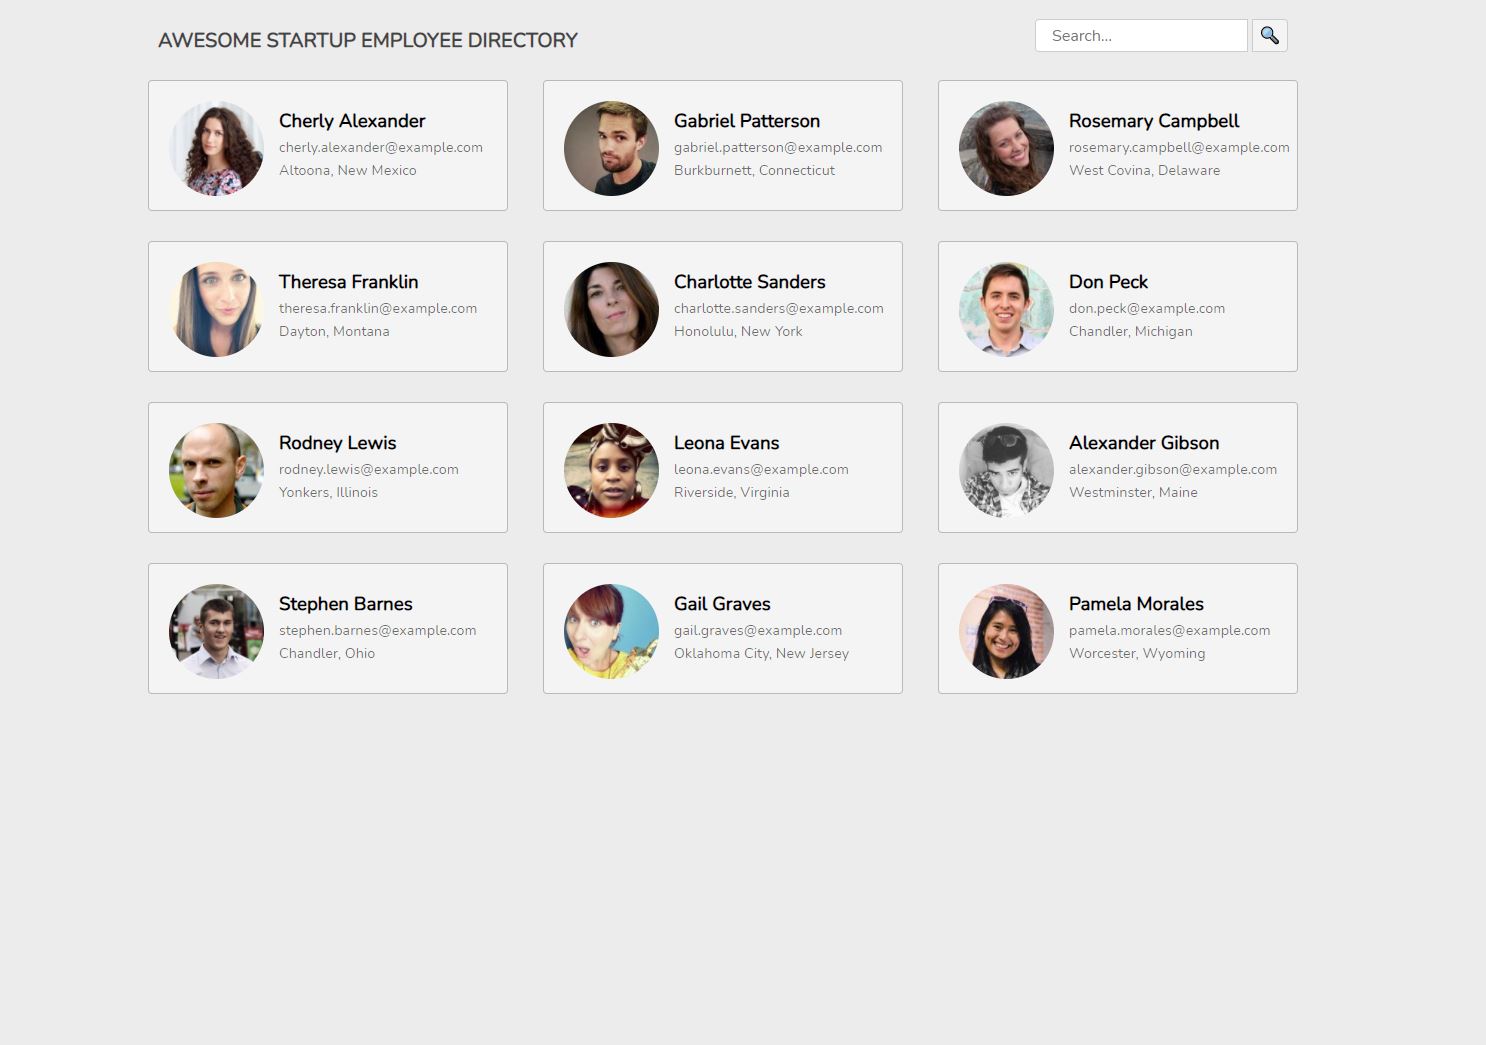 AWESOME STARTUP EMPLOYEE DIRECTORY
Search...
Cherly Alexander
cherly.alexander@example.com
Altoona, New Mexico
Gabriel Patterson
gabriel.patterson@example.com
Burkburnett, Connecticut
Rosemary Campbell
rosemary.campbell@example.com
West Covina, Delaware
Theresa Franklin
theresa.franklin@example.com
Dayton, Montana
Charlotte Sanders
charlotte.sanders@example.com
Honolulu, New York
Don Peck
don.peck@example.com
Chandler, Michigan
Rodney Lewis
rodney.lewis@example.com
Yonkers, Illinois
Leona Evans
leona.evans@example.com
Riverside, Virginia
Alexander Gibson
alexander.gibson@example.com
Westminster, Maine
Stephen Barnes
stephen.barnes@example.com
Chandler, Ohio
Gail Graves
gail.graves@example.com
Oklahoma City, New Jersey
Pamela Morales
pamela.morales@example.com
Worcester, Wyoming